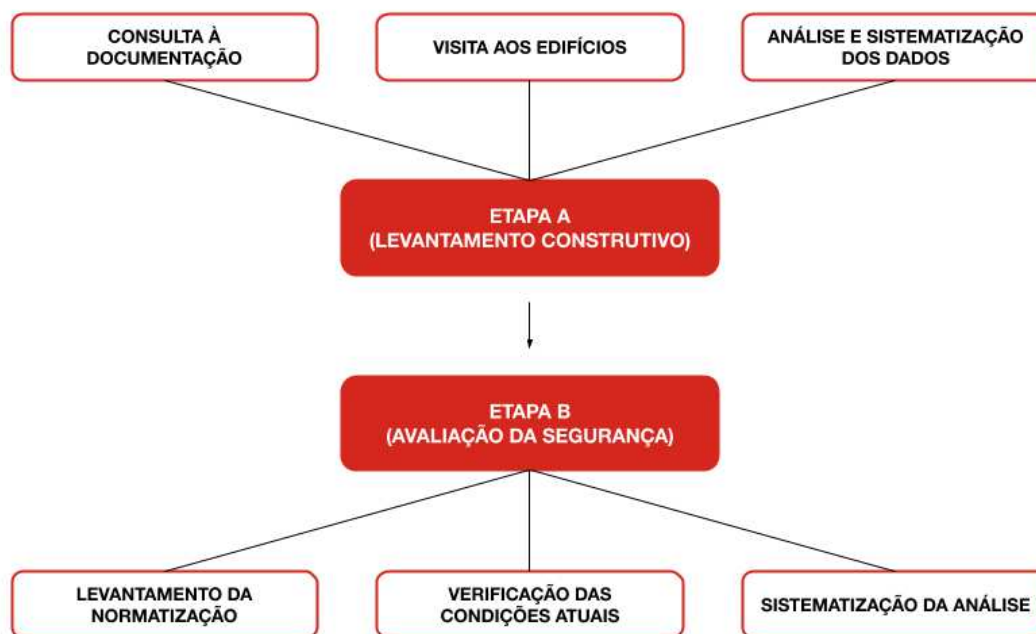 CONSULTA À
DOCUMENTAÇÃO
VISITA AOS EDIFÍCIOS
ANÁLISE E SISTEMATIZAÇÃO
DOS DADOS
ETAPA A
(LEVANTAMENTO CONSTRUTIVO)
ETAPA B
(AVALIAÇÃO DA SEGURANÇA)
LEVANTAMENTO DA
NORMATIZAÇÃO
VERIFICAÇÃO DAS
CONDIÇÕES ATUAIS
SISTEMATIZAÇÃO DA ANÁLISE